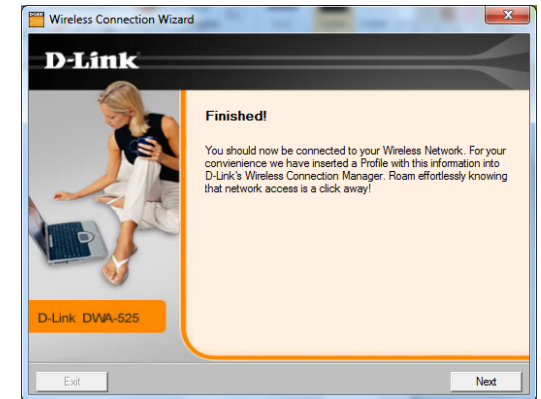 Wireless Connection Wizard
D-Link
Finished!
You should now be connected to your Wireless Network. For your
convienience we have inserted a Profile with this information into
D-Link's Wireless Connection Manager. Roam effortlessly knowing
that network access is a click away!
D-Link DWA-525
Exit
Next